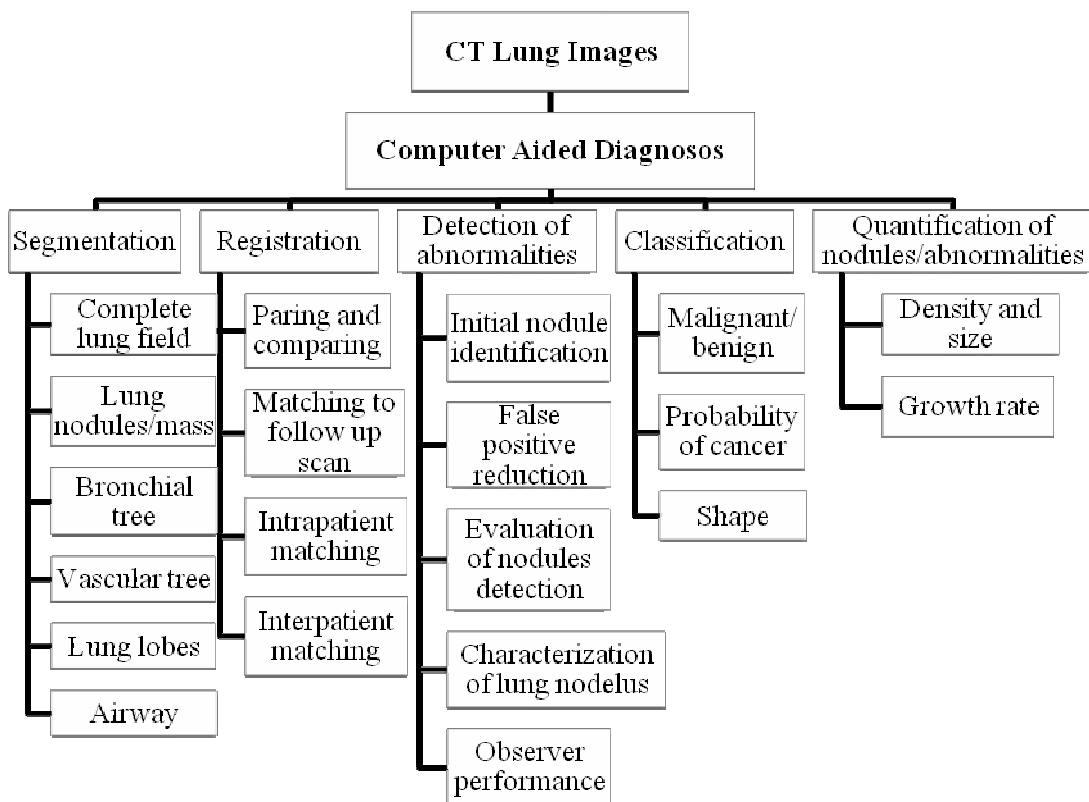 CT Lung Images
Computer Aided Diagnosos
Segmentation
Complete
lung field
Lung
nodules/mass
Bronchial
tree
Vascular tree
Lung lobes
Airway
Registration
Paring and
comparing
Matching to
follow up
scan
Intrapatient
matching
Interpatient
matching
Detection of
abnormalities
Initial nodule
identification
False
positive
reduction
Evaluation
of nodules
detection
Characterization
of lung nodelus
Observer
performance
Classification
Malignant/
benign
Probability
of cancer
Shape
Quantification of
nodules/abnormalities
Density and
size
Growth rate